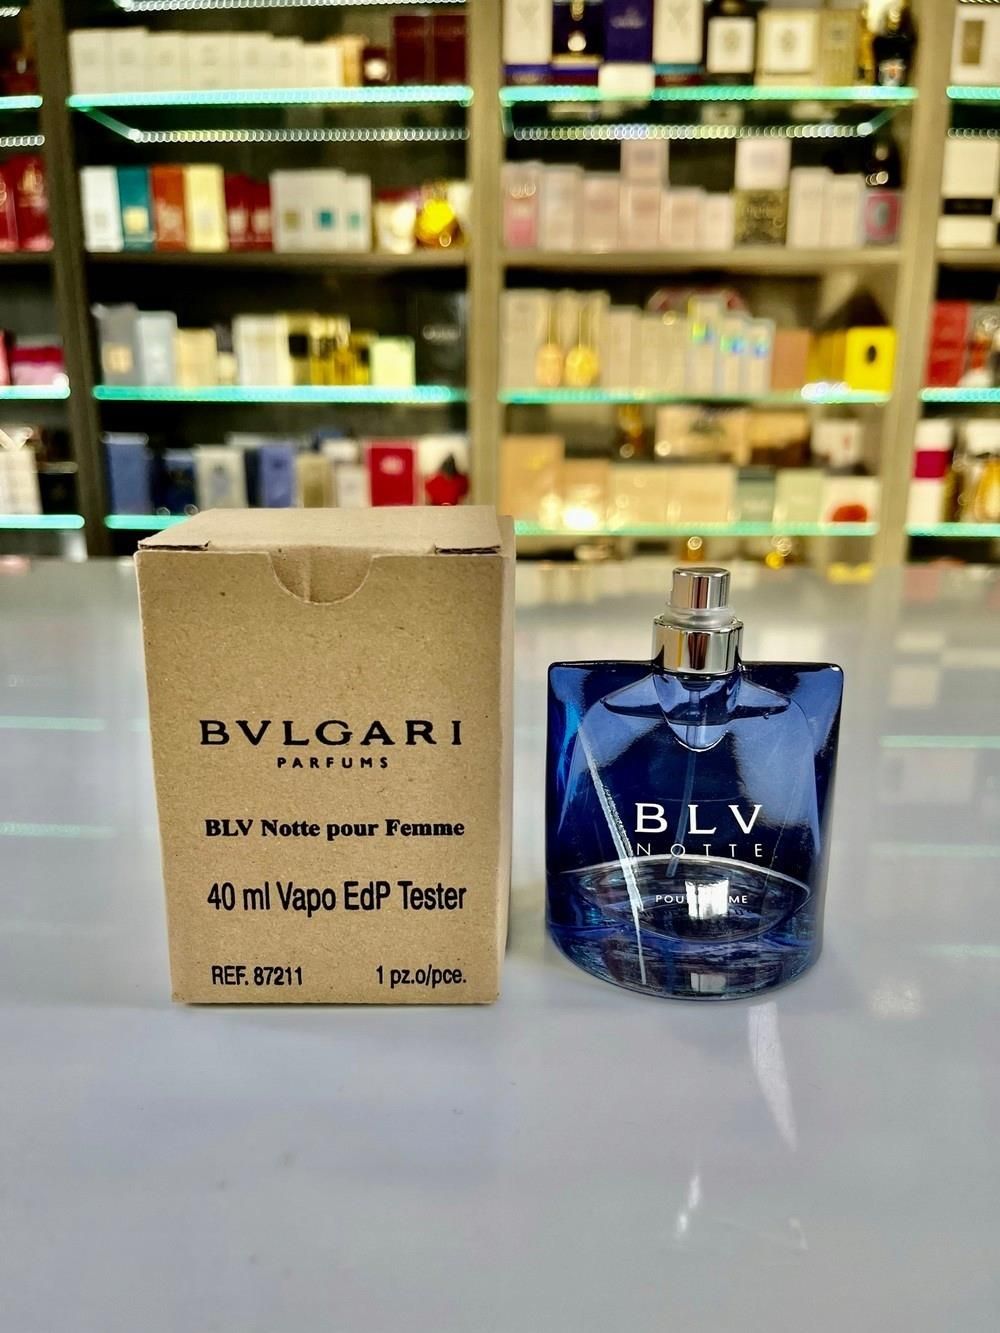 BVLGARI
PARFUMS
BLV Notte pour Femme
40 ml Vapo EdP Tester
REF. 87211 1 pz.o/pce.
BLV
NOTTE